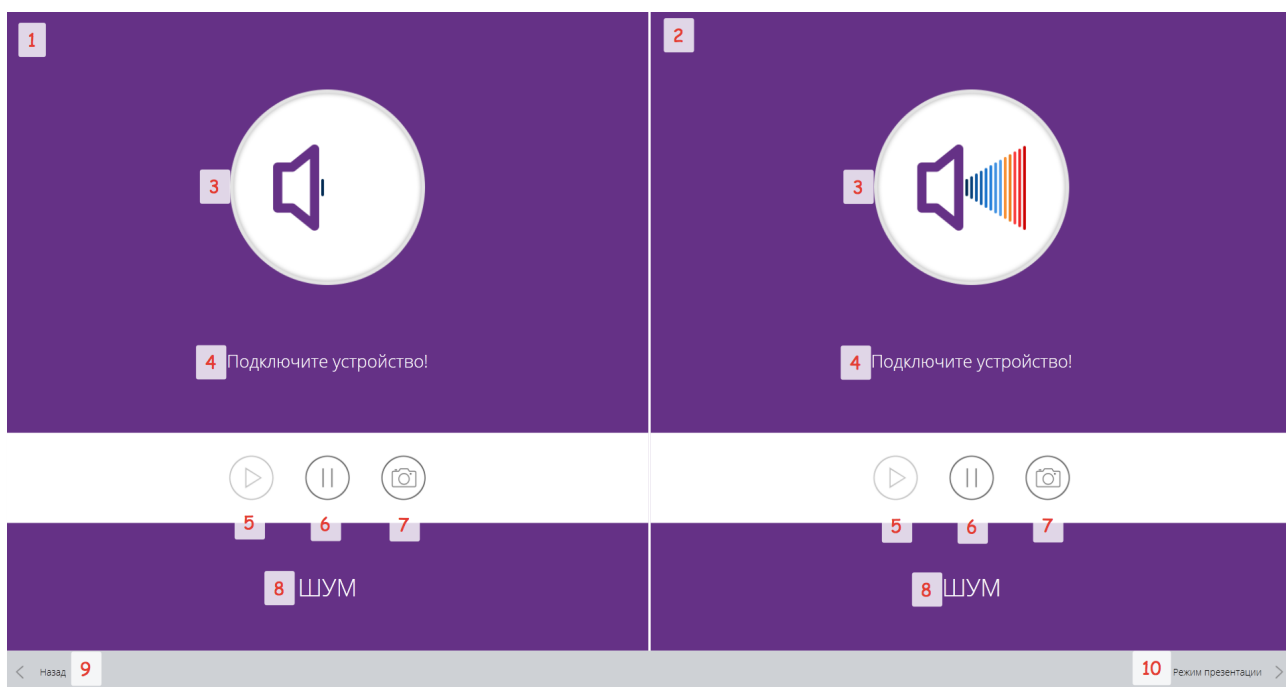 1
2
3
3
4 Подключите устройство!
4 Подключите устройство!
5 6 7
5 6 7
8 ШУМ
8 ШУМ
Назад 9
10 Режим презентации